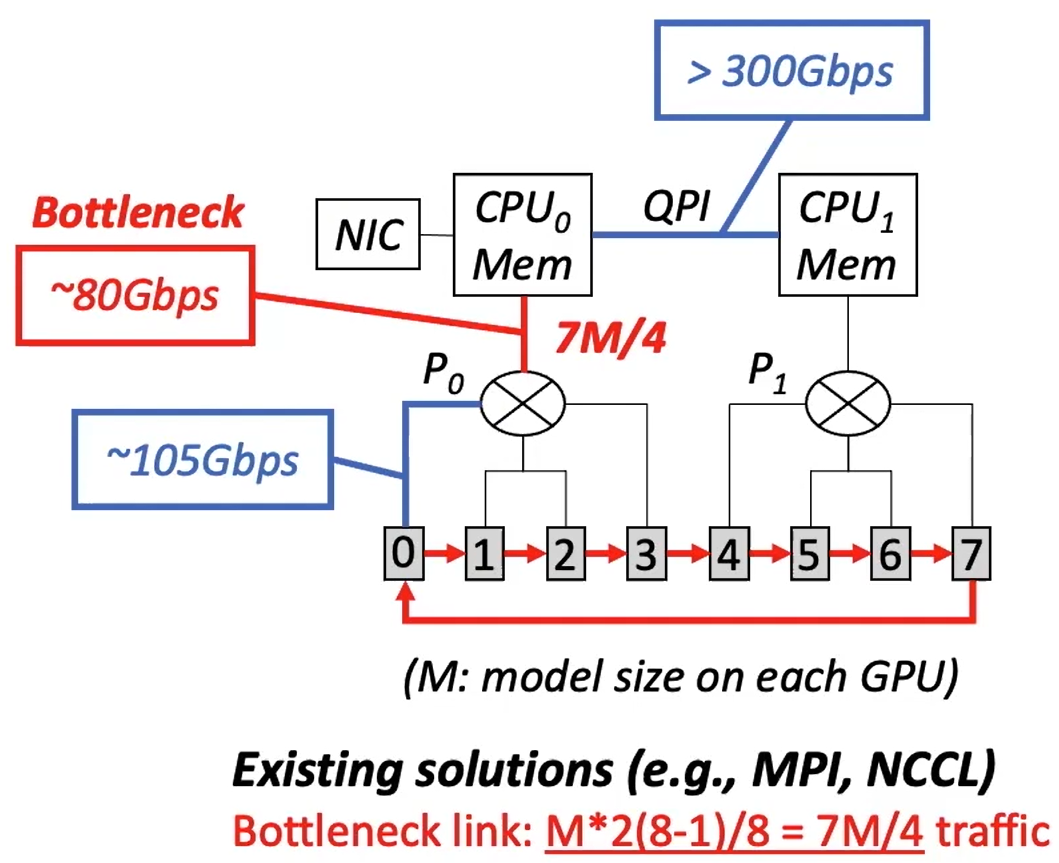 > 300Gbps
Bottleneck
~80Gbps
NIC
CPU0
Mem
QPI
CPU1
Mem
7M/4
P0
P1
~105Gbps
0
1
2
3
4
5
6
7
(M: model size on each GPU)
Existing solutions (e.g., MPI, NCCL)
Bottleneck link: M*2(8-1)/8 = 7M/4 traffic